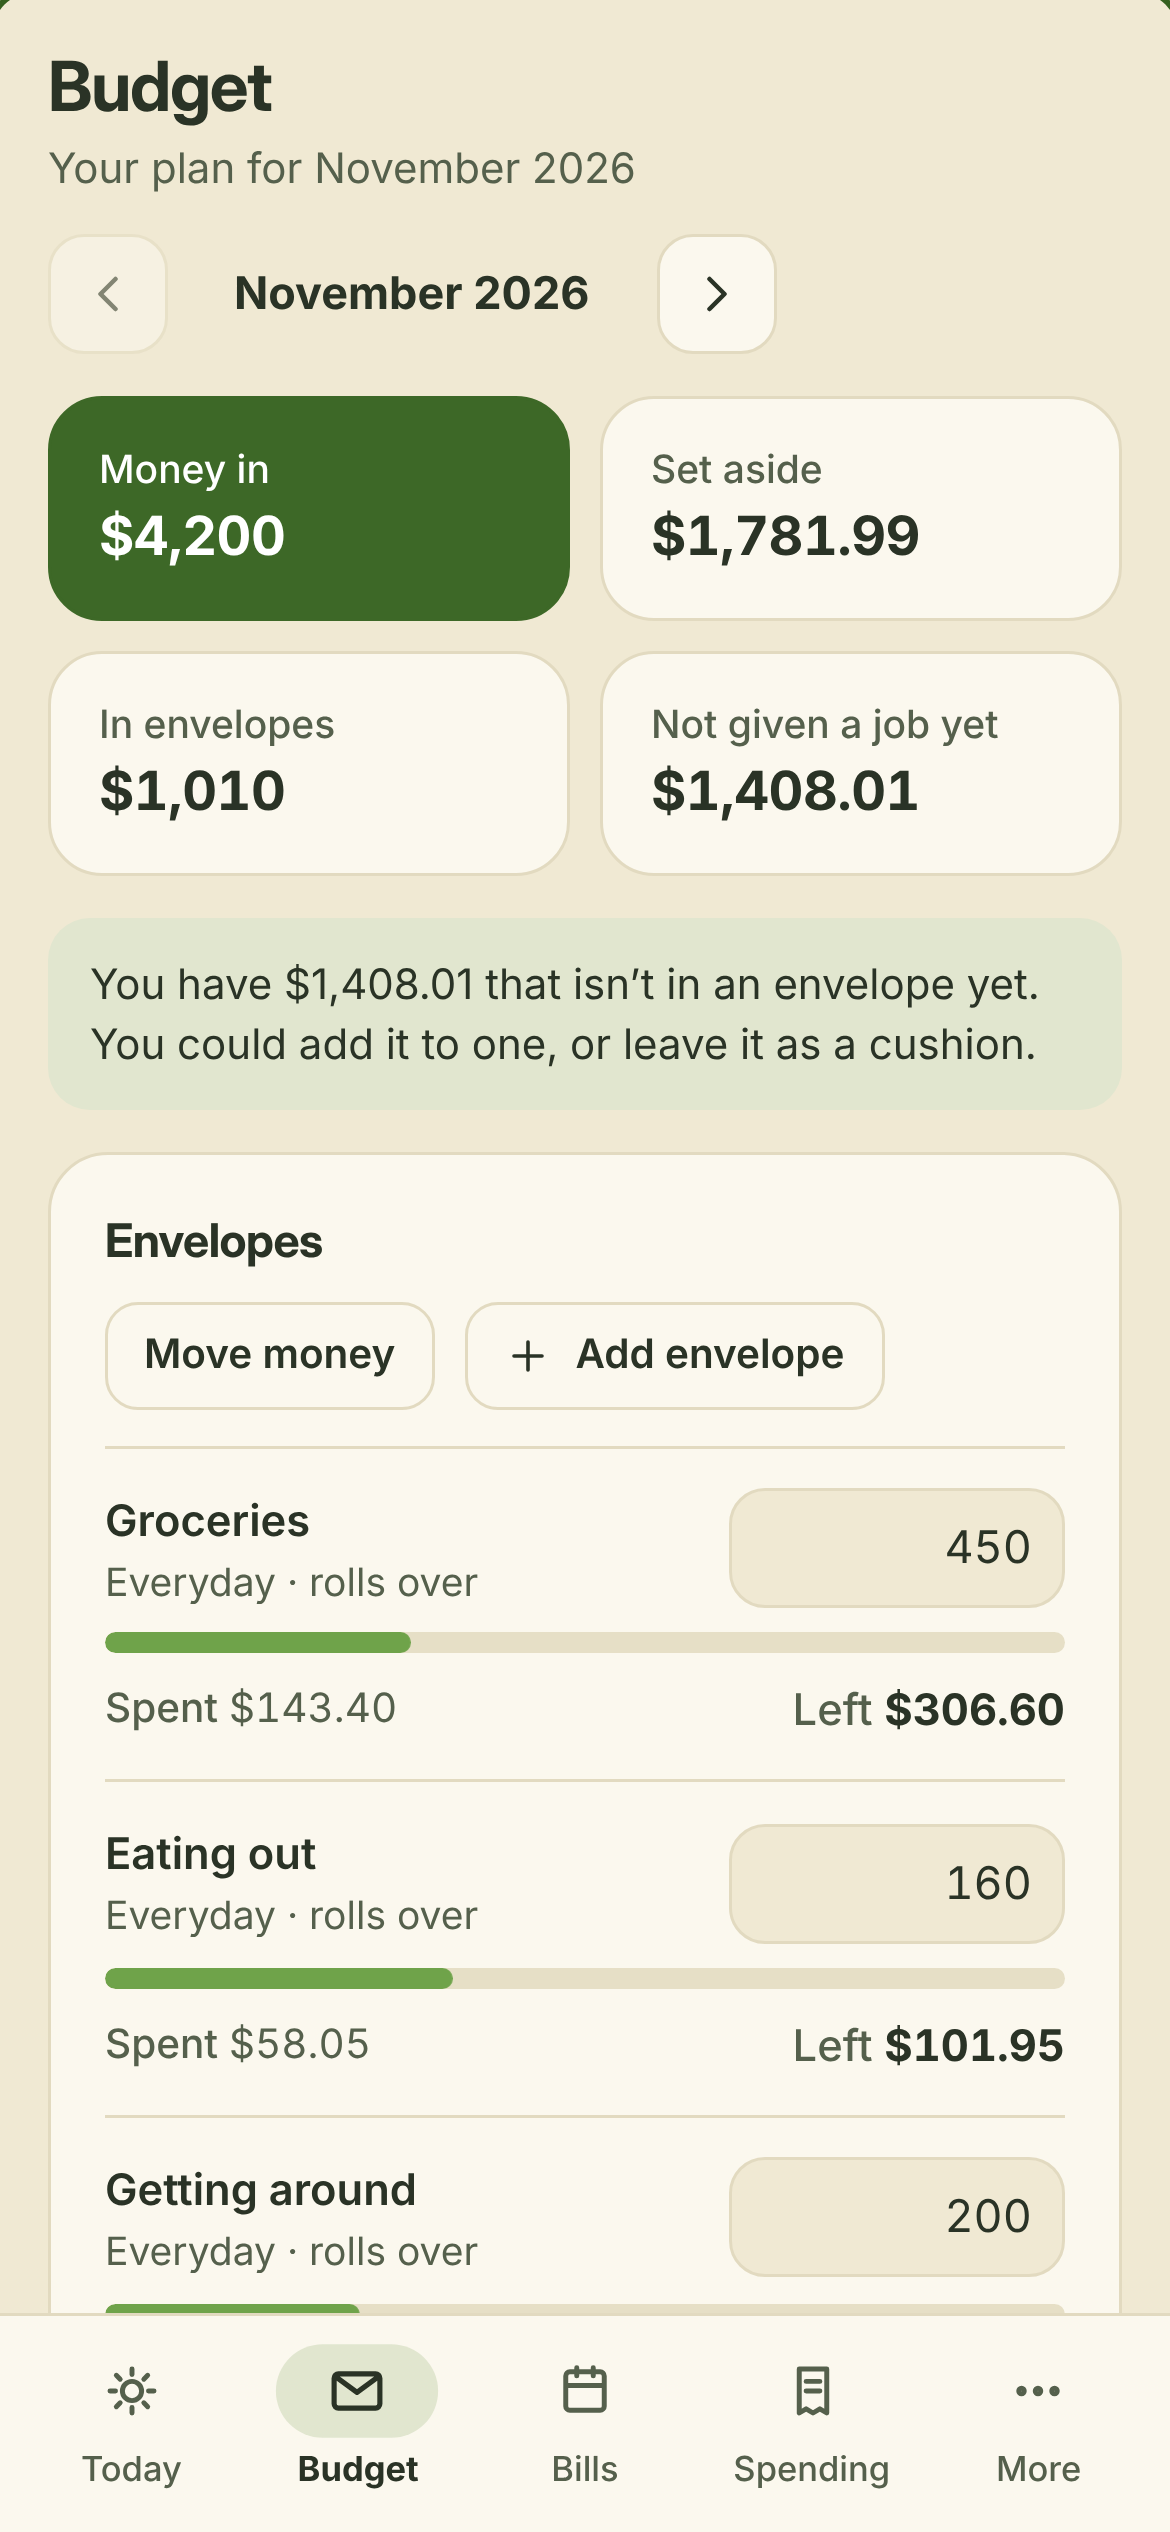 Budget
Your plan for November 2026
November 2026
Money in
$4,200
Set aside
$1,781.99
In envelopes
$1,010
Not given a job yet
$1,408.01
You have $1,408.01 that isn’t in an envelope yet.
You could add it to one, or leave it as a cushion.
Envelopes
Move money
Add envelope
Groceries
450
Everyday · rolls over
Spent $143.40
Left $306.60
Eating out
160
Everyday · rolls over
Spent $58.05
Left $101.95
Getting around
200
Everyday · rolls over
Today
Budget
Bills
Spending
More